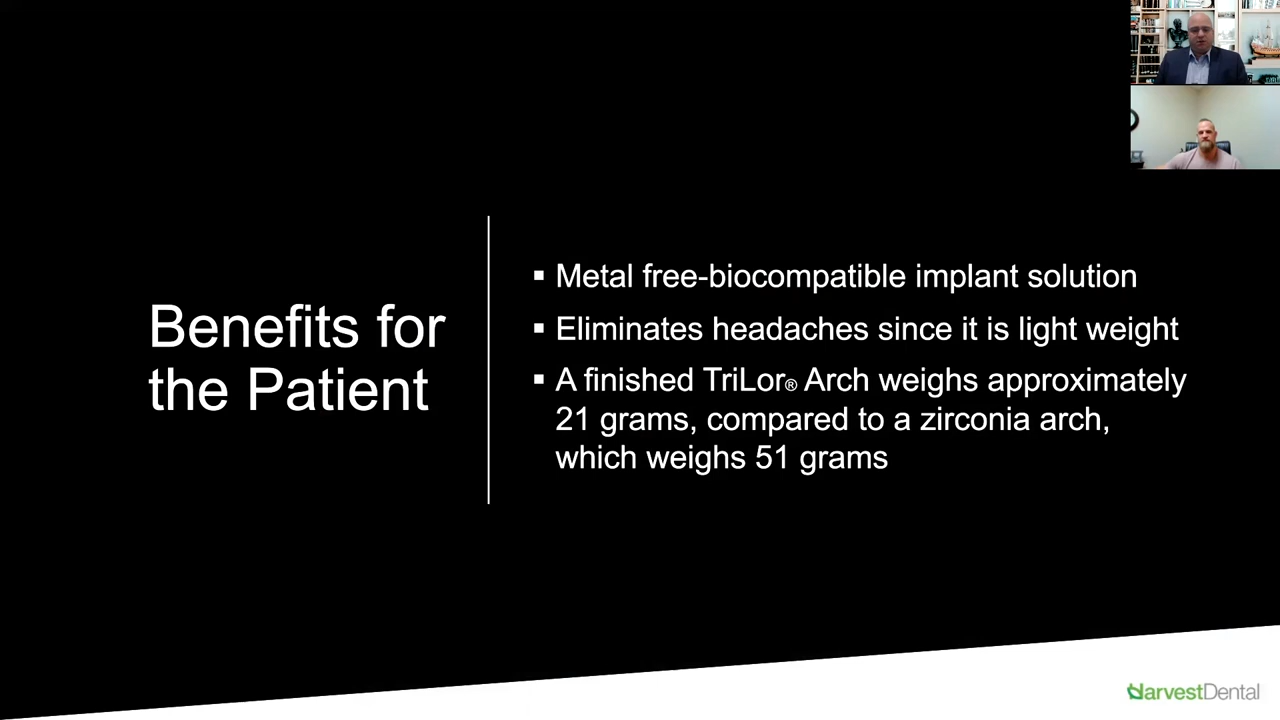 Benefits for
the Patient
▪ Metal free-biocompatible implant solution
▪ Eliminates headaches since it is light weight
▪ A finished TriLor® Arch weighs approximately
21 grams, compared to a zirconia arch,
which weighs 51 grams
HarvestDental